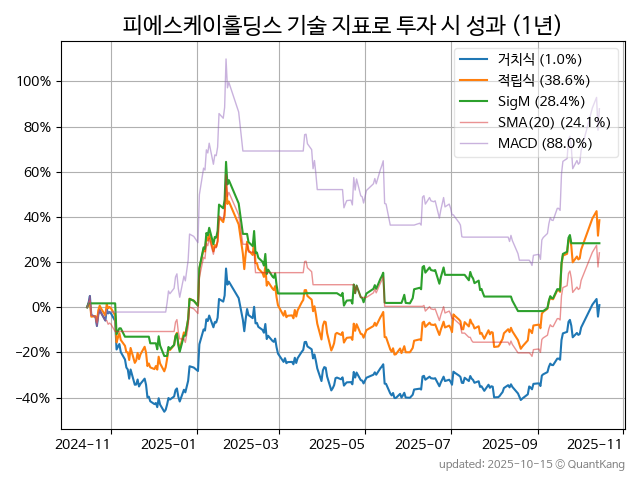 피에스케이홀딩스 기술 지표로 투자 시 성과 (1년)
거치식 (1.0%)
적립식 (38.6%)
SigM (28.4%)
SMA(20) (24.1%)
MACD (88.0%)
100%
80%
60%
40%
20%
0%
−20%
−40%
2024-11
2025-01
2025-03
2025-05
2025-07
2025-09
2025-11
updated: 2025-10-15 © QuantKang